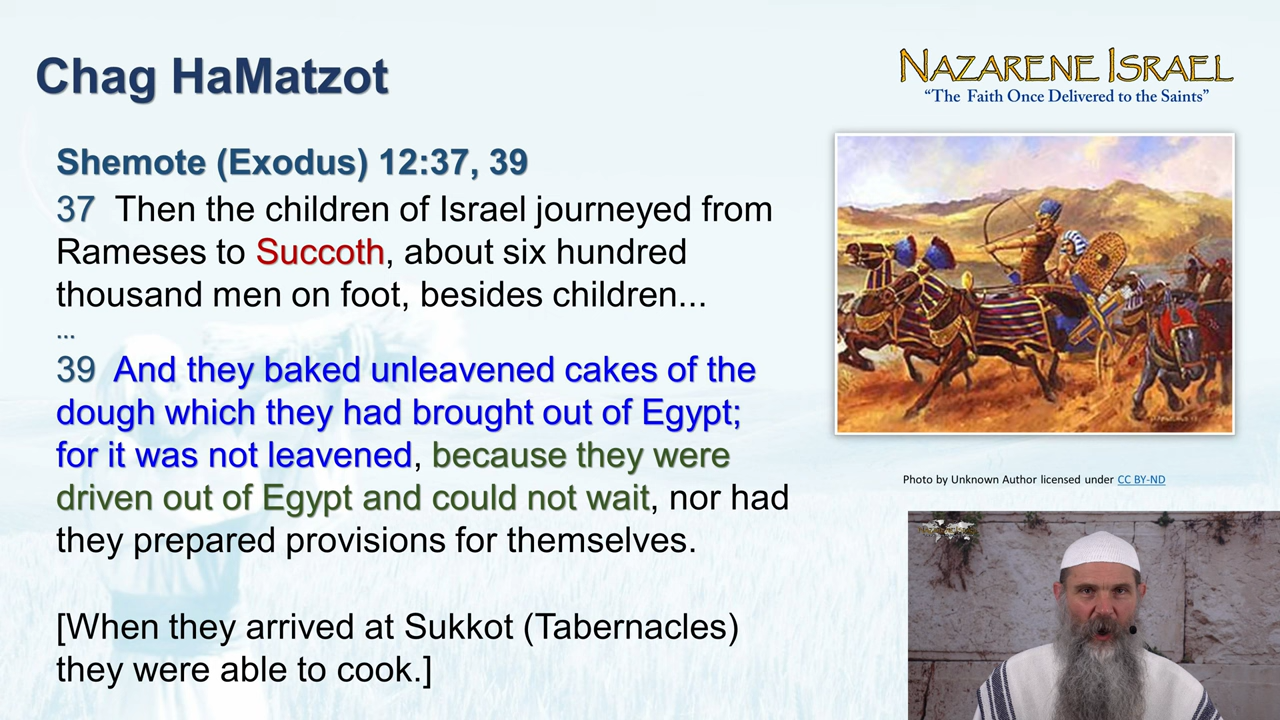 Chag HaMatzot
NAZARENE ISRAEL
“The Faith Once Delivered to the Saints”
Shemote (Exodus) 12:37, 39
37 Then the children of Israel journeyed from
Rameses to Succoth, about six hundred
thousand men on foot, besides children...
...
39 And they baked unleavened cakes of the
dough which they had brought out of Egypt;
for it was not leavened, because they were
driven out of Egypt and could not wait, nor had
they prepared provisions for themselves.
[When they arrived at Sukkot (Tabernacles)
they were able to cook.]
Photo by Unknown Author licensed under CC BY-ND